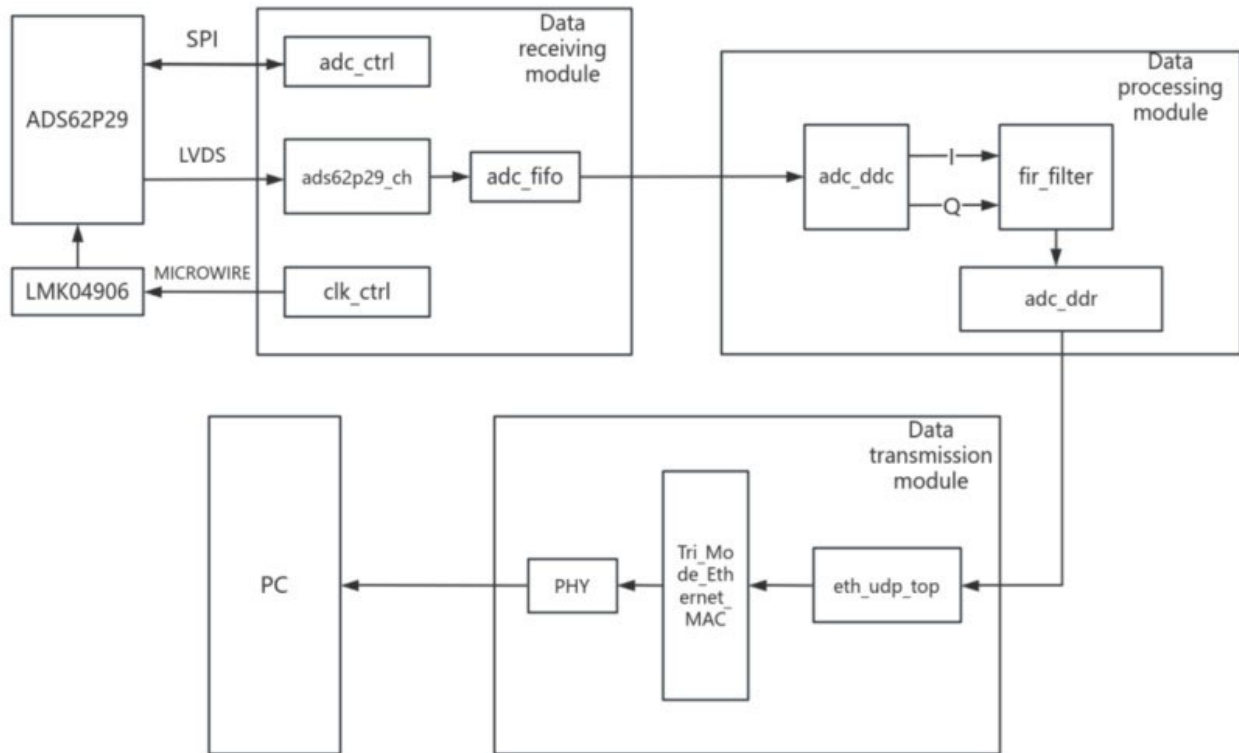 Data
receiving
module
SPI
adc_ctrl
ADS62P29
LVDS
ads62p29_ch
adc_fifo
MICROWIRE
LMK04906
clk_ctrl
Data
processing
module
adc_ddc
I
Q
fir_filter
adc_ddr
Data
transmission
module
PC
PHY
Tri_Mo
de_Eth
ernet_
MAC
eth_udp_top